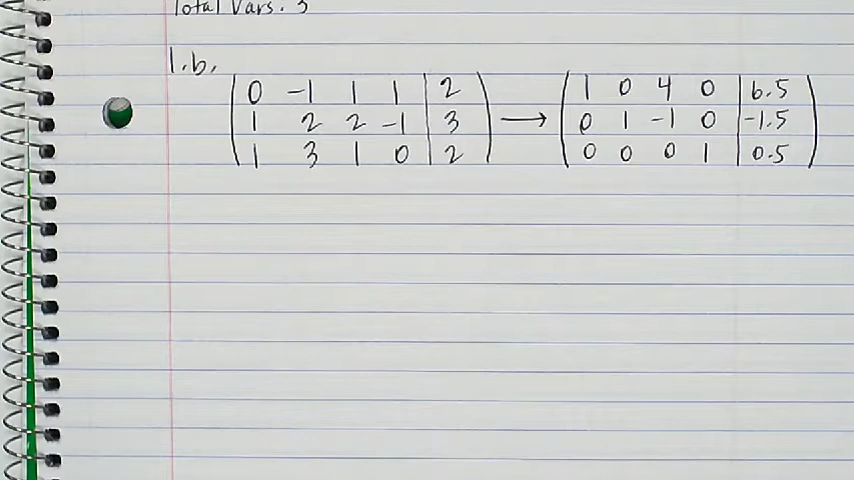 Total Vars. 3
1.b.
0 -1 1 1 | 2 → 1 0 4 0 | 6.5
1 2 2 -1 | 3 0 1 -1 0 | -1.5
1 3 1 0 | 2 0 0 0 1 | 0.5